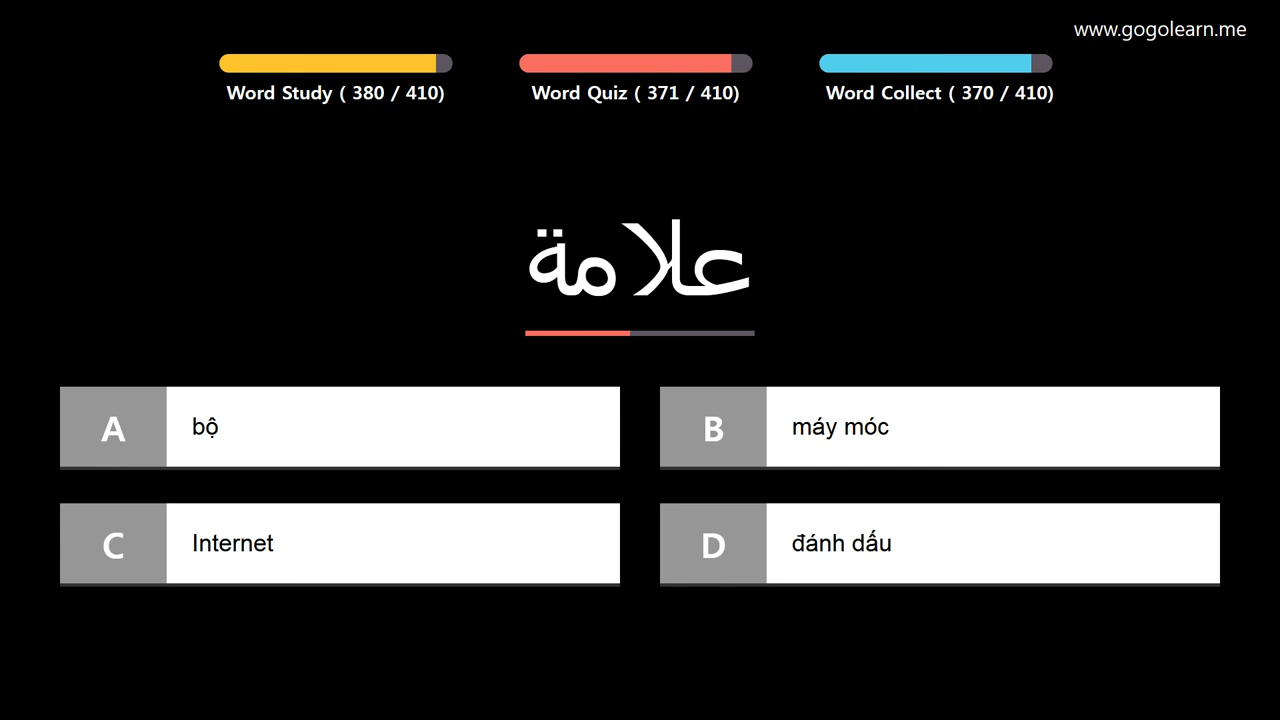 www.gogolearn.me
Word Study ( 380 / 410)
Word Quiz ( 371 / 410)
Word Collect ( 370 / 410)
علامة
A
bộ
B
máy móc
C
Internet
D
đánh dấu